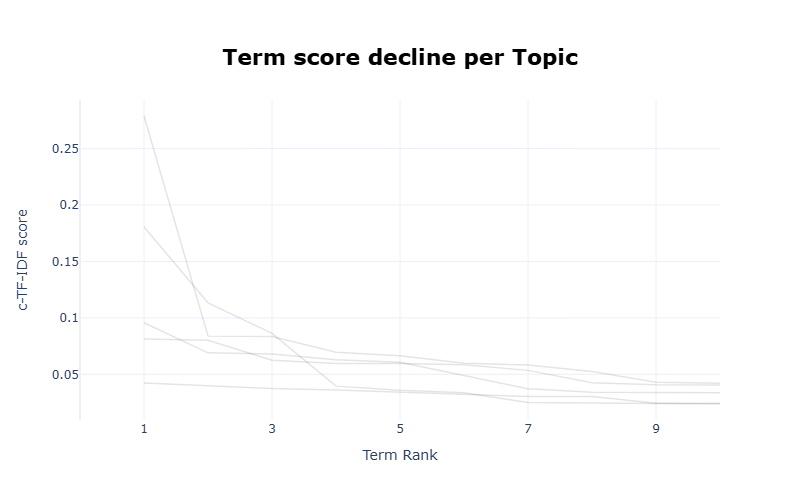 Term score decline per Topic
c-TF-IDF score
0.25
0.2
0.15
0.1
0.05
1 3 5 7 9
Term Rank